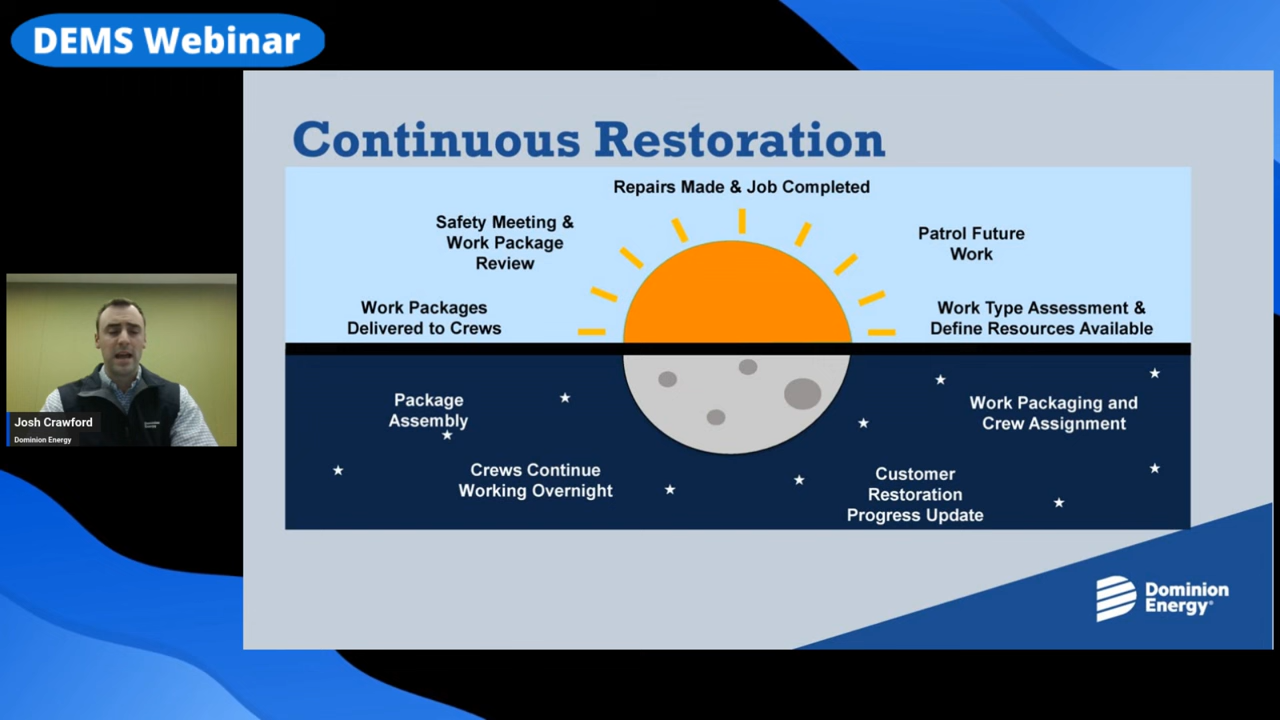 DEMS Webinar
Continuous Restoration
Repairs Made & Job Completed
Safety Meeting &
Work Package
Review
Patrol Future
Work
Work Packages
Delivered to Crews
Work Type Assessment &
Define Resources Available
Package
Assembly
Work Packaging and
Crew Assignment
Crews Continue
Working Overnight
Customer
Restoration
Progress Update
Josh Crawford
Dominion Energy
Dominion
Energy®